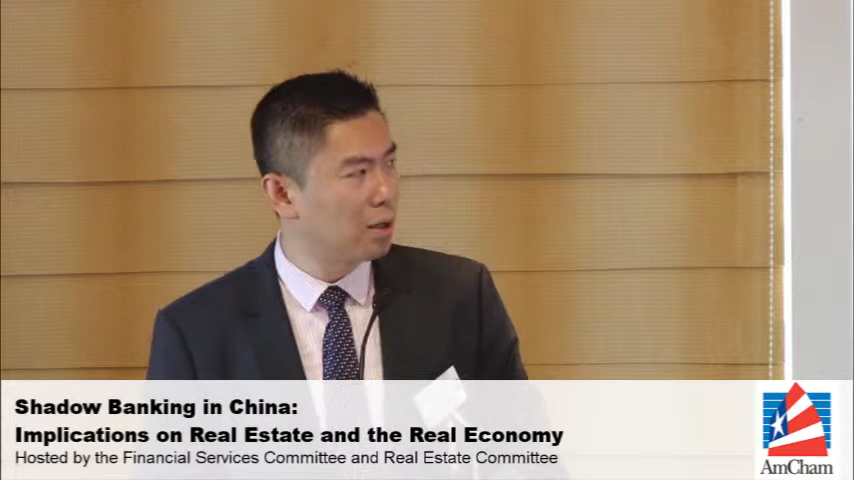 Shadow Banking in China:
Implications on Real Estate and the Real Economy
Hosted by the Financial Services Committee and Real Estate Committee
AmCham